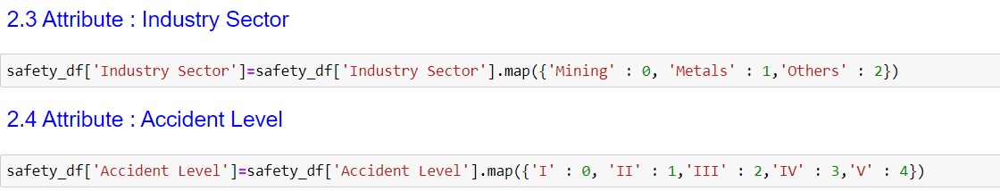 2.3 Attribute : Industry Sector
safety_df['Industry Sector']=safety_df['Industry Sector'].map({'Mining' : 0, 'Metals' : 1,'Others' : 2})
2.4 Attribute : Accident Level
safety_df['Accident Level']=safety_df['Accident Level'].map({'I' : 0, 'II' : 1,'III' : 2,'IV' : 3,'V' : 4})